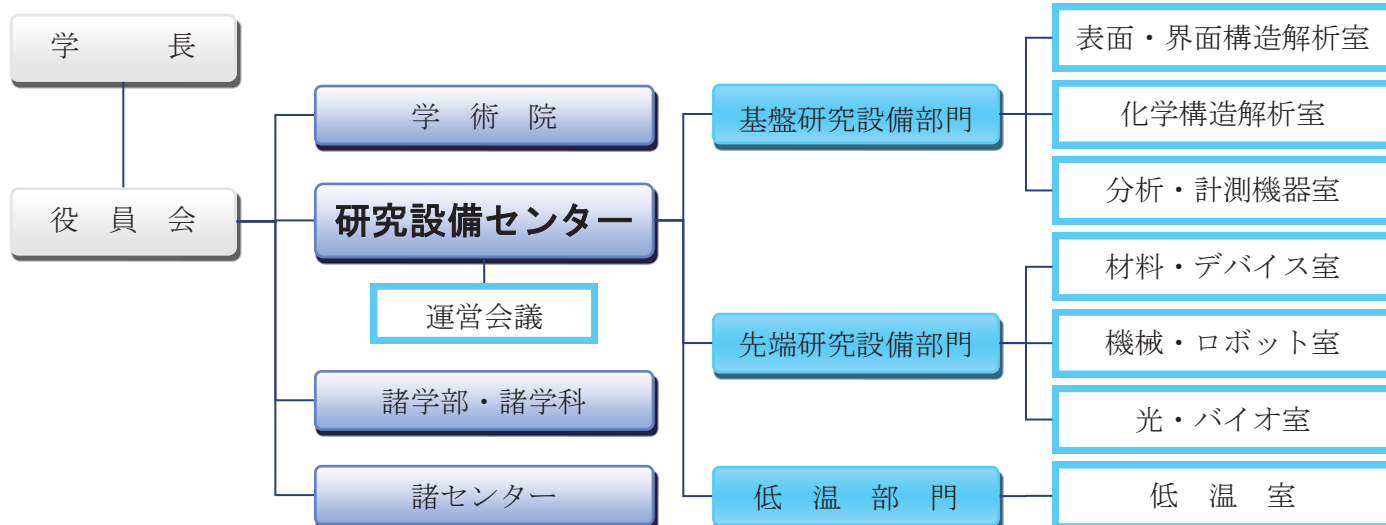 学長
役員会
学術院
研究設備センター
運営会議
諸学部・諸学科
諸センター
基盤研究設備部門
先端研究設備部門
低温部門
表面・界面構造解析室
化学構造解析室
分析・計測機器室
材料・デバイス室
機械・ロボット室
光・バイオ室
低温室